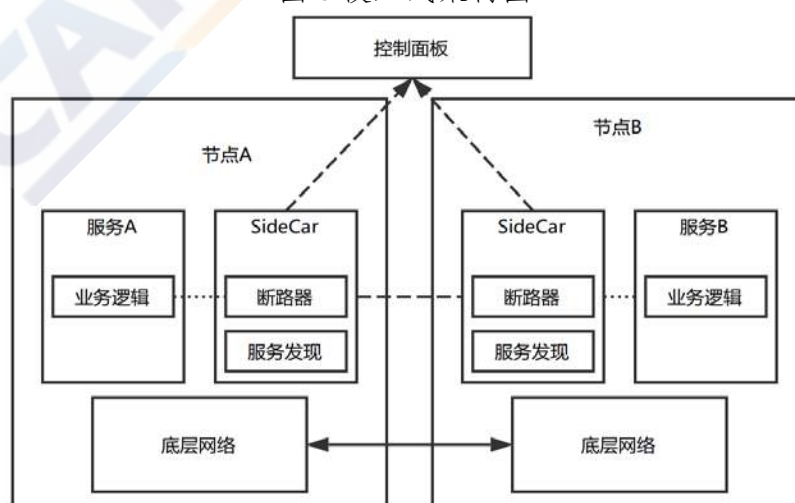 控制面板
节点A
节点B
服务A
SideCar
SideCar
服务B
业务逻辑
断路器
断路器
业务逻辑
服务发现
服务发现
底层网络
底层网络